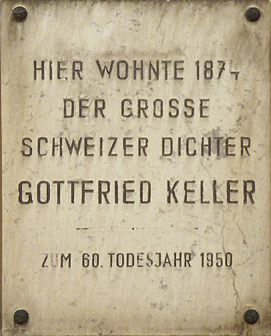 HIER WOHNTE 1874
DER GROSSE
SCHWEIZER DICHTER
GOTTFRIED KELLER
ZUM 60. TODESJAHR 1950